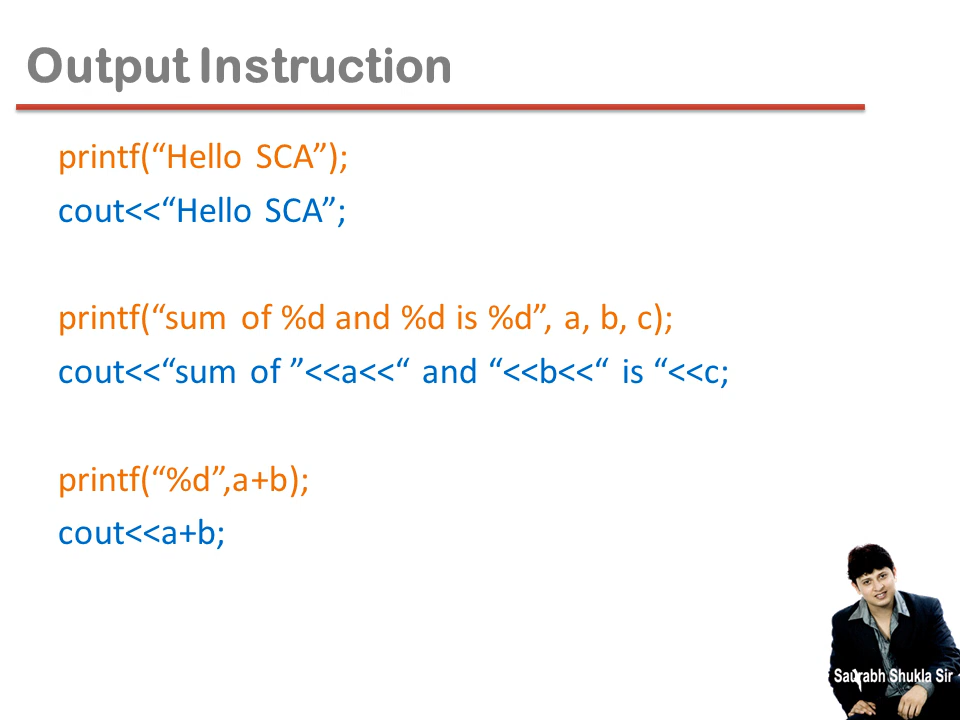 Output Instruction
printf(“Hello SCA”);
cout<<“Hello SCA”;
printf(“sum of %d and %d is %d”, a, b, c);
cout<<“sum of ”<<a<<“ and “<<b<<“ is “<<c;
printf(“%d”,a+b);
cout<<a+b;
Saurabh Shukla Sir